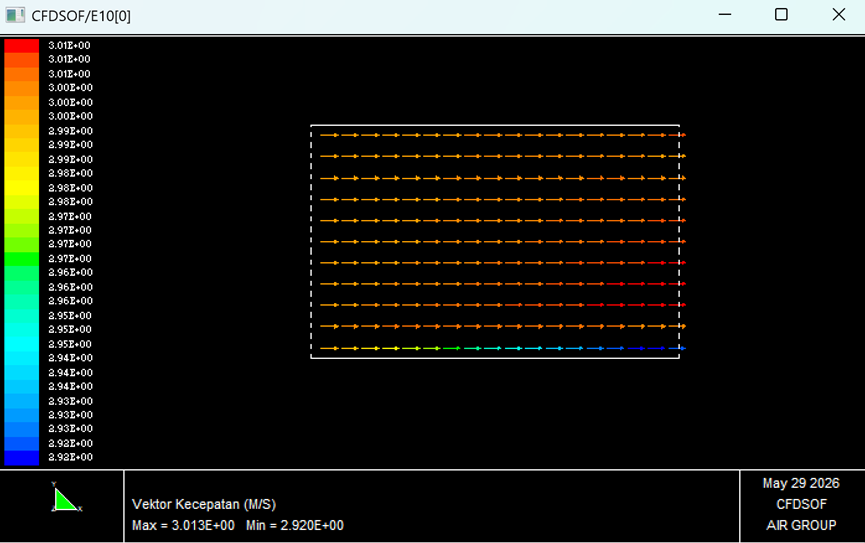 CFDSOF/E10[0]
3.01E+00
3.01E+00
3.01E+00
3.00E+00
3.00E+00
3.00E+00
2.99E+00
2.99E+00
2.99E+00
2.98E+00
2.98E+00
2.98E+00
2.97E+00
2.97E+00
2.97E+00
2.97E+00
2.96E+00
2.96E+00
2.96E+00
2.95E+00
2.95E+00
2.95E+00
2.94E+00
2.94E+00
2.94E+00
2.93E+00
2.93E+00
2.93E+00
2.92E+00
2.92E+00
Y
Z X
Vektor Kecepatan (M/S)
Max = 3.013E+00 Min = 2.920E+00
May 29 2026
CFDSOF
AIR GROUP